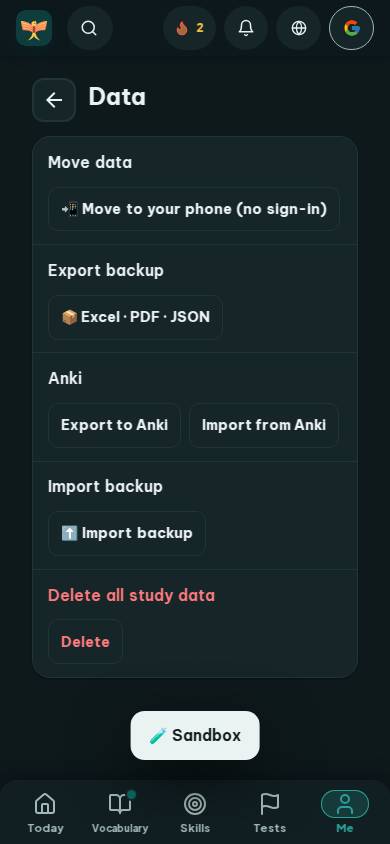 2
Data
Move data
Move to your phone (no sign-in)
Export backup
Excel · PDF · JSON
Anki
Export to Anki
Import from Anki
Import backup
Import backup
Delete all study data
Delete
Sandbox
Today
Vocabulary
Skills
Tests
Me